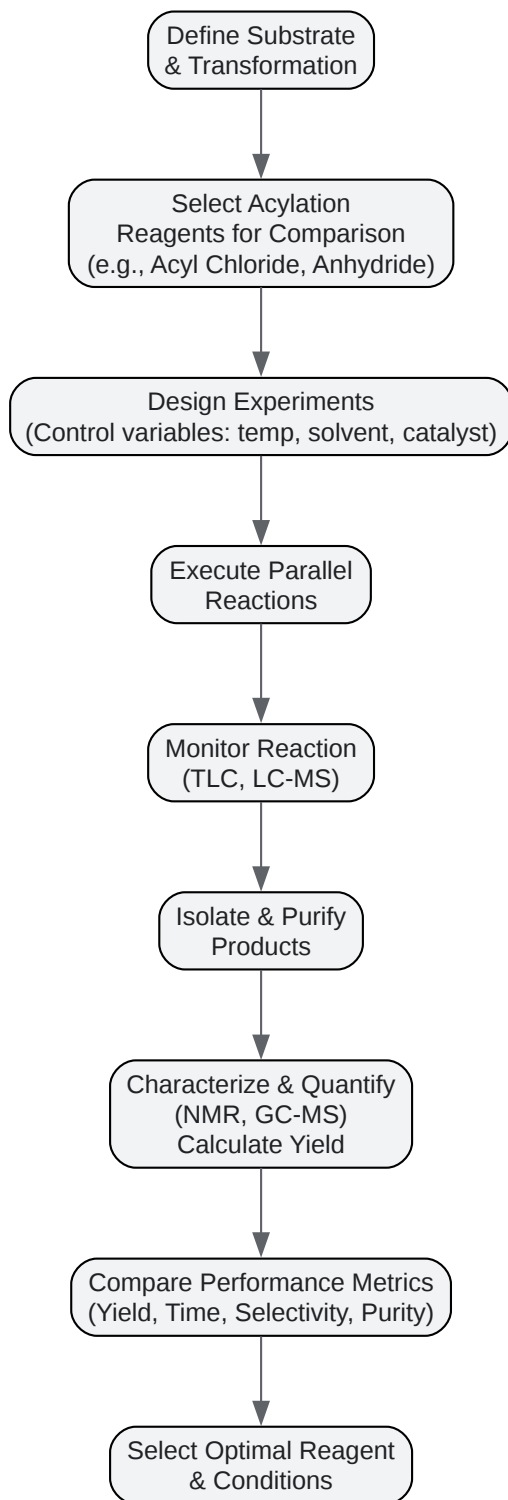 Define Substrate
& Transformation
Select Acylation
Reagents for Comparison
(e.g., Acyl Chloride, Anhydride)
Design Experiments
(Control variables: temp, solvent, catalyst)
Execute Parallel
Reactions
Monitor Reaction
(TLC, LC-MS)
Isolate & Purify
Products
Characterize & Quantify
(NMR, GC-MS)
Calculate Yield
Compare Performance Metrics
(Yield, Time, Selectivity, Purity)
Select Optimal Reagent
& Conditions